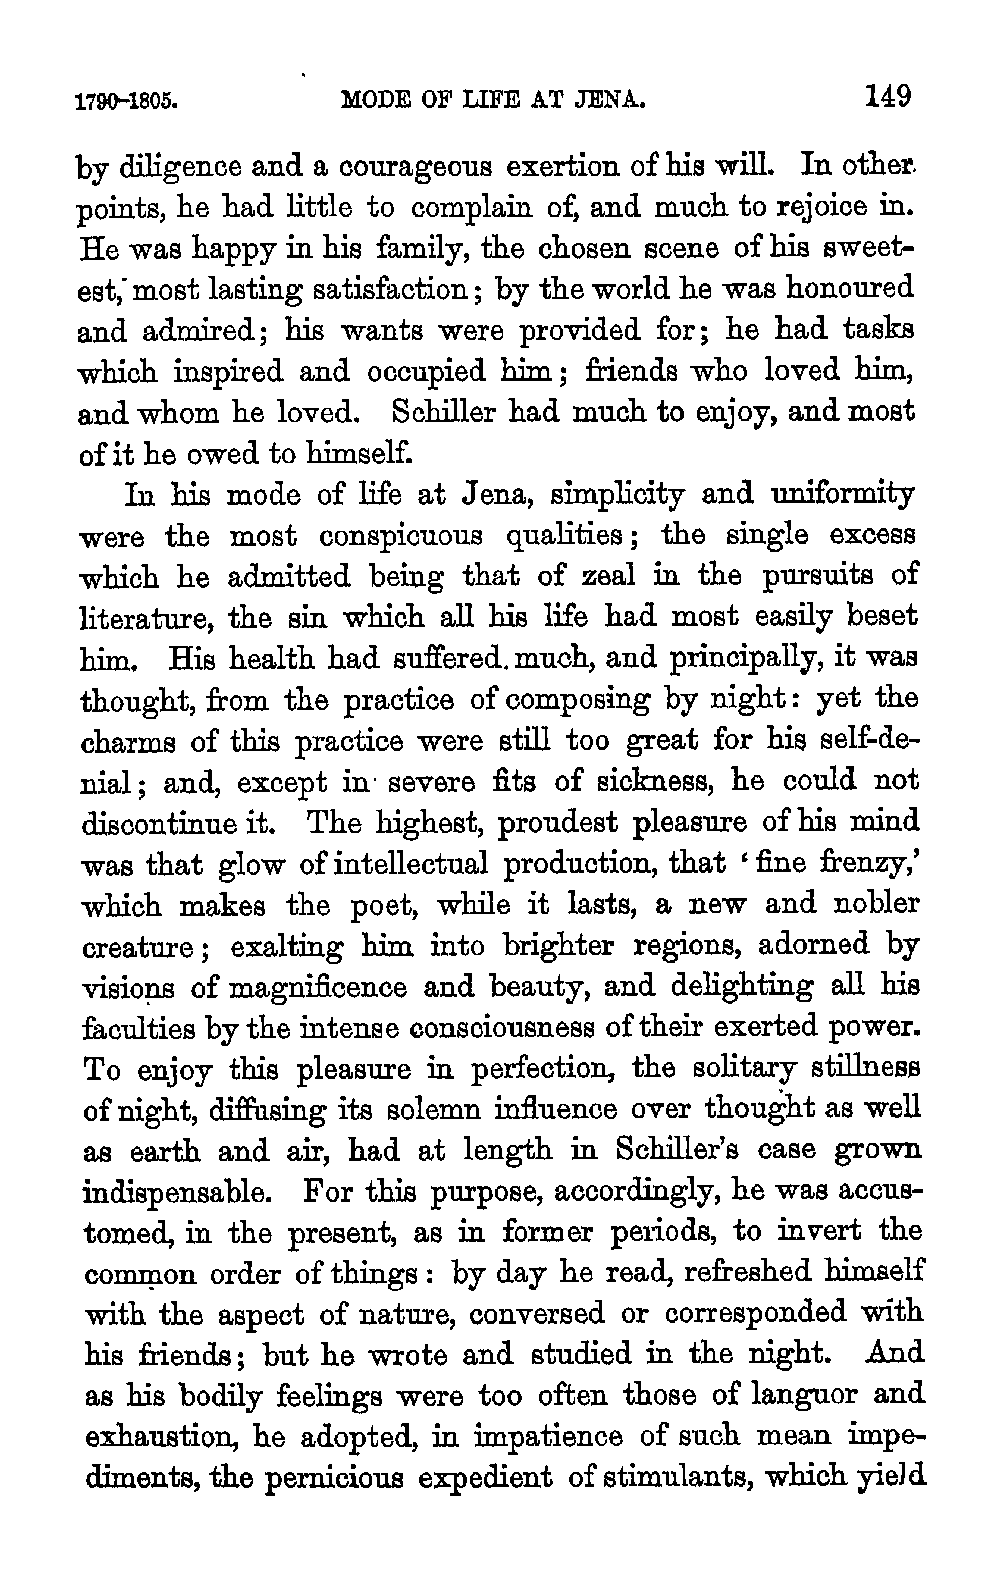 1790-1805. MODE OF LIFE AT JENA. 149
by diligence and a courageous exertion of his will. In other
points, he had little to complain of, and much to rejoice in.
He was happy in his family, the chosen scene of his sweet-
est, most lasting satisfaction; by the world he was honoured
and admired; his wants were provided for; he had tasks
which inspired and occupied him; friends who loved him,
and whom he loved. Schiller had much to enjoy, and most
of it he owed to himself.
In his mode of life at Jena, simplicity and uniformity
were the most conspicuous qualities; the single excess
which he admitted being that of zeal in the pursuits of
literature, the sin which all his life had most easily beset
him. His health had suffered much, and principally, it was
thought, from the practice of composing by night: yet the
charms of this practice were still too great for his self-de-
nial; and, except in severe fits of sickness, he could not
discontinue it. The highest, proudest pleasure of his mind
was that glow of intellectual production, that ‘fine frenzy,’
which makes the poet, while it lasts, a new and nobler
creature; exalting him into brighter regions, adorned by
visions of magnificence and beauty, and delighting all his
faculties by the intense consciousness of their exerted power.
To enjoy this pleasure in perfection, the solitary stillness
of night, diffusing its solemn influence over thought as well
as earth and air, had at length in Schiller’s case grown
indispensable. For this purpose, accordingly, he was accus-
tomed, in the present, as in former periods, to invert the
common order of things: by day he read, refreshed himself
with the aspect of nature, conversed or corresponded with
his friends; but he wrote and studied in the night. And
as his bodily feelings were too often those of languor and
exhaustion, he adopted, in impatience of such mean impe-
diments, the pernicious expedient of stimulants, which yield